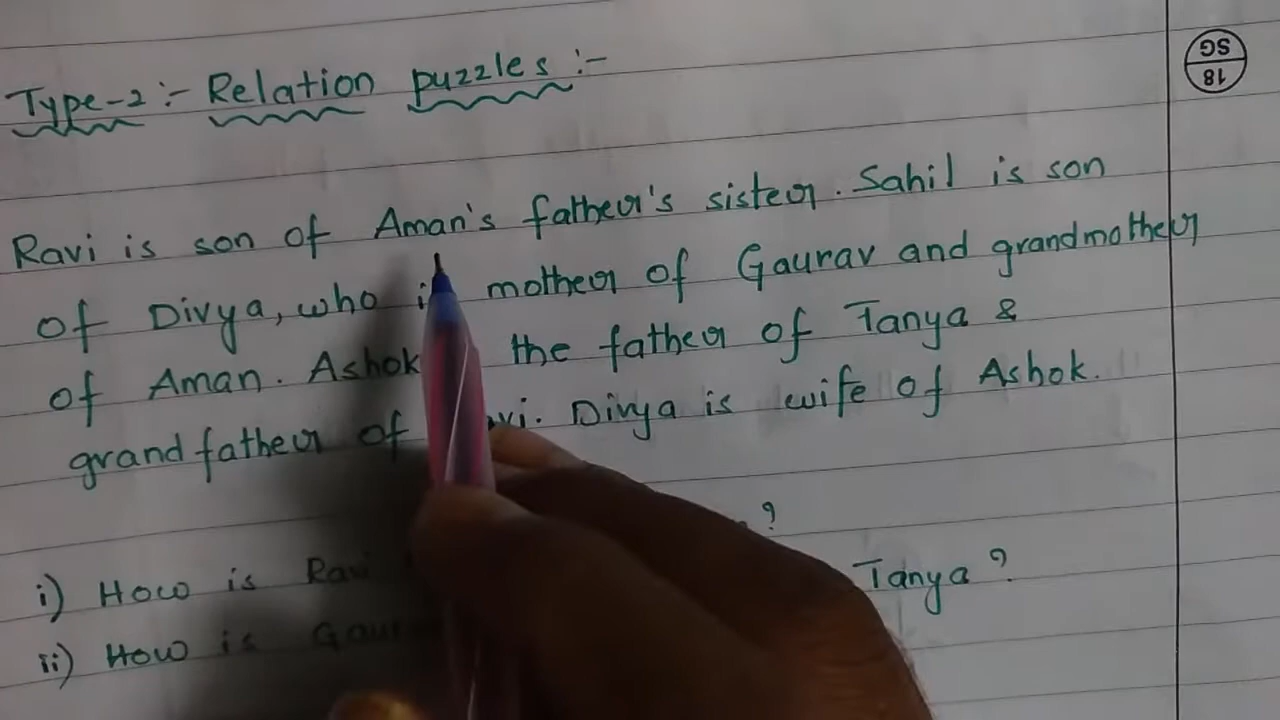 Type-2:- Relation puzzles :-
SG
18
Ravi is son of Aman's father's sister. Sahil is son
of Divya, who mother of Gaurav and grandmother
of Aman. Ashok the father of Tanya &
grandfather of Divya is wife of Ashok.
?
i) How is Tanya ?
ii) How is